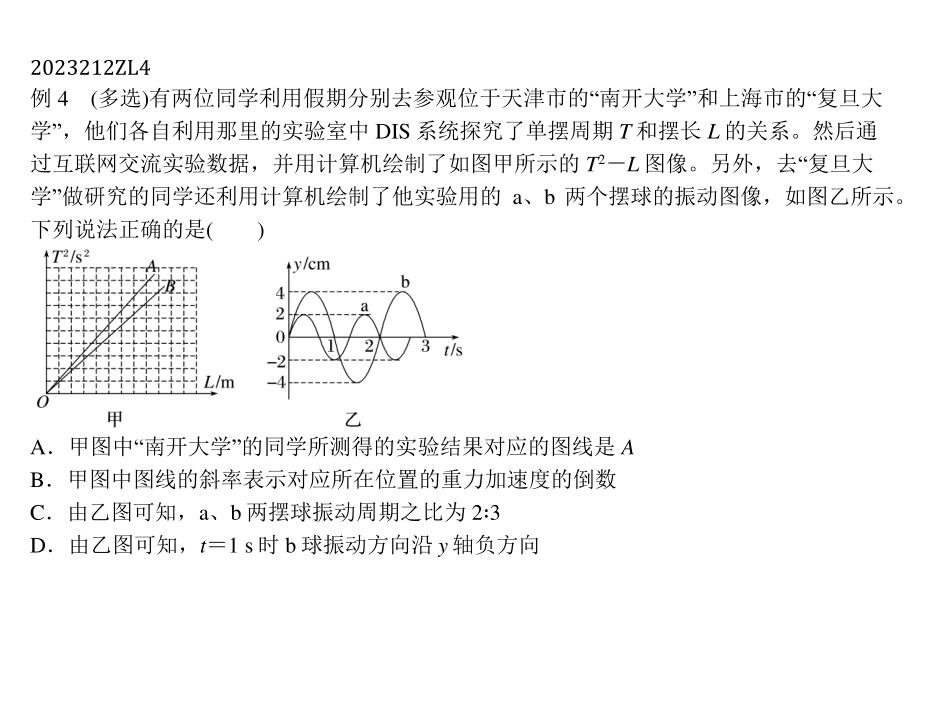 2023212ZL4
例 4 (多选)有两位同学利用假期分别去参观位于天津市的“南开大学”和上海市的“复旦大
学”，他们各自利用那里的实验室中 DIS 系统探究了单摆周期 T 和摆长 L 的关系。然后通
过互联网交流实验数据，并用计算机绘制了如图甲所示的 T²－L 图像。另外，去“复旦大
学”做研究的同学还利用计算机绘制了他实验用的 a、b 两个摆球的振动图像，如图乙所示。
下列说法正确的是( )
T²/s²
A
B
L/m
O
甲
y/cm
b
4
a
2
0
1
2
3
t/s
−2
−4
乙
A．甲图中“南开大学”的同学所测得的实验结果对应的图线是 A
B．甲图中图线的斜率表示对应所在位置的重力加速度的倒数
C．由乙图可知，a、b 两摆球振动周期之比为 2∶3
D．由乙图可知，t＝1 s 时 b 球振动方向沿 y 轴负方向